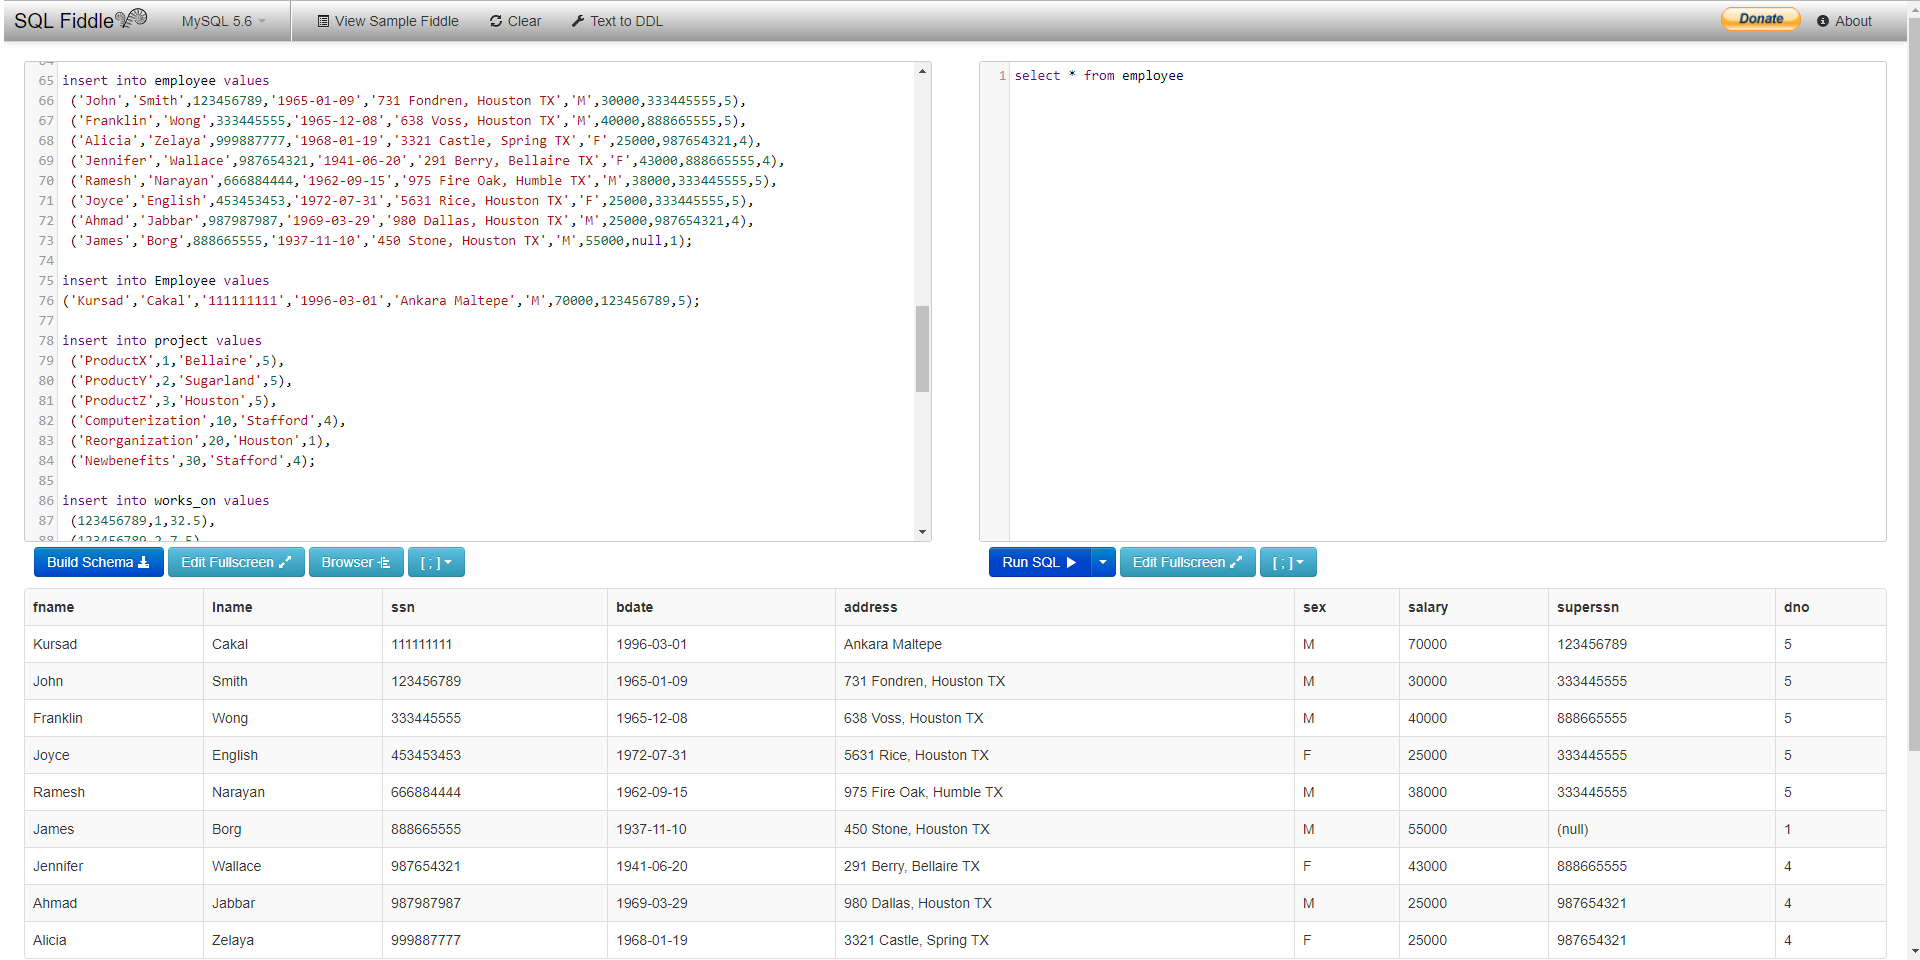 SQL Fiddle MySQL 5.6 View Sample Fiddle Clear Text to DDL Donate About
64
65 insert into employee values
66 ('John','Smith',123456789,'1965-01-09','731 Fondren, Houston TX','M',30000,333445555,5),
67 ('Franklin','Wong',333445555,'1965-12-08','638 Voss, Houston TX','M',40000,888665555,5),
68 ('Alicia','Zelaya',999887777,'1968-01-19','3321 Castle, Spring TX','F',25000,987654321,4),
69 ('Jennifer','Wallace',987654321,'1941-06-20','291 Berry, Bellaire TX','F',43000,888665555,4),
70 ('Ramesh','Narayan',666884444,'1962-09-15','975 Fire Oak, Humble TX','M',38000,333445555,5),
71 ('Joyce','English',453453453,'1972-07-31','5631 Rice, Houston TX','F',25000,333445555,5),
72 ('Ahmad','Jabbar',987987987,'1969-03-29','980 Dallas, Houston TX','M',25000,987654321,4),
73 ('James','Borg',888665555,'1937-11-10','450 Stone, Houston TX','M',55000,null,1);
74
75 insert into Employee values
76 ('Kursad','Cakal','111111111','1996-03-01','Ankara Maltepe','M',70000,123456789,5);
77
78 insert into project values
79 ('ProductX',1,'Bellaire',5),
80 ('ProductY',2,'Sugarland',5),
81 ('ProductZ',3,'Houston',5),
82 ('Computerization',10,'Stafford',4),
83 ('Reorganization',20,'Houston',1),
84 ('Newbenefits',30,'Stafford',4);
85
86 insert into works_on values
87 (123456789,1,32.5),
88 (123456789,2,7.5)
1 select * from employee
Build Schema Edit Fullscreen Browser [ ; ]
Run SQL Edit Fullscreen [ ; ]
fname lname ssn bdate address sex salary superssn dno
Kursad Cakal 111111111 1996-03-01 Ankara Maltepe M 70000 123456789 5
John Smith 123456789 1965-01-09 731 Fondren, Houston TX M 30000 333445555 5
Franklin Wong 333445555 1965-12-08 638 Voss, Houston TX M 40000 888665555 5
Joyce English 453453453 1972-07-31 5631 Rice, Houston TX F 25000 333445555 5
Ramesh Narayan 666884444 1962-09-15 975 Fire Oak, Humble TX M 38000 333445555 5
James Borg 888665555 1937-11-10 450 Stone, Houston TX M 55000 (null) 1
Jennifer Wallace 987654321 1941-06-20 291 Berry, Bellaire TX F 43000 888665555 4
Ahmad Jabbar 987987987 1969-03-29 980 Dallas, Houston TX M 25000 987654321 4
Alicia Zelaya 999887777 1968-01-19 3321 Castle, Spring TX F 25000 987654321 4